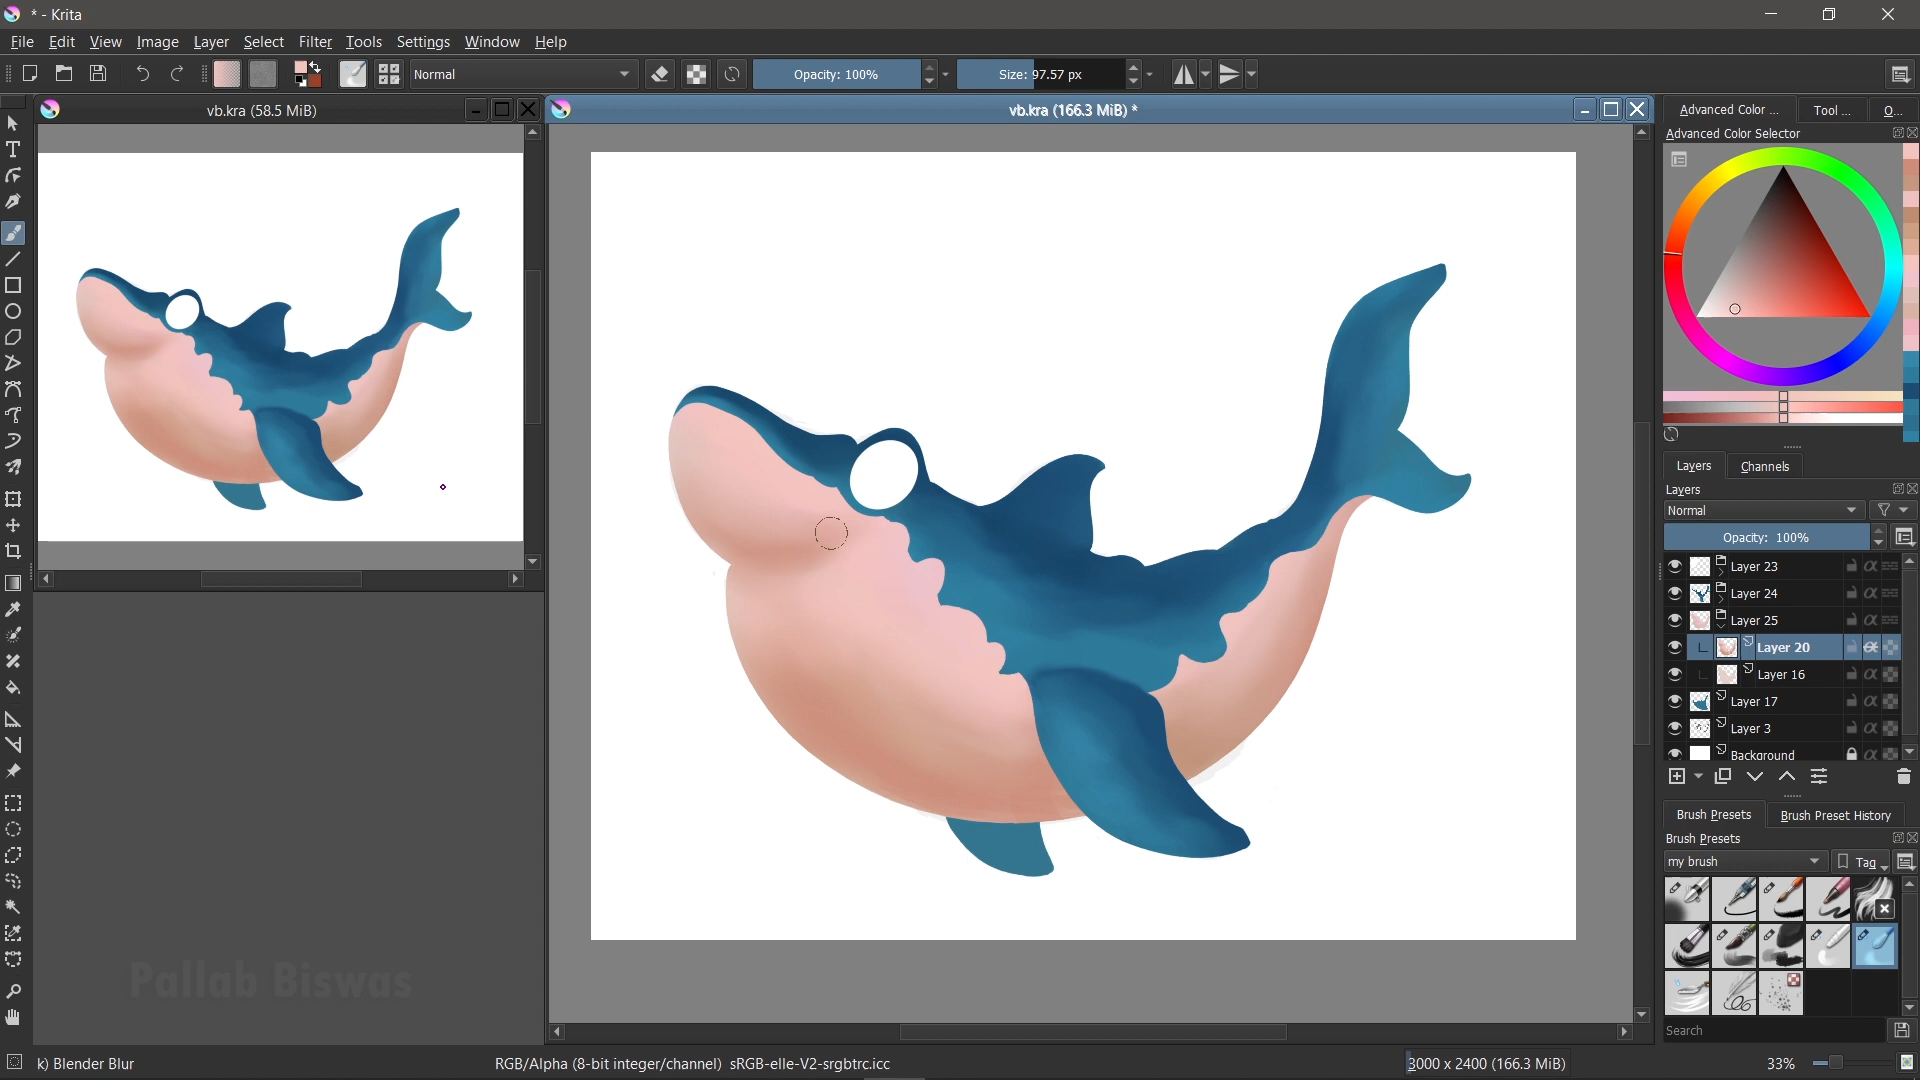 * - Krita
File Edit View Image Layer Select Filter Tools Settings Window Help
Normal Opacity: 100% Size: 97.57 px
vb.kra (58.5 MiB)
vb.kra (166.3 MiB) *
Advanced Color ... Tool ... O...
Advanced Color Selector
Layers Channels
Layers
Normal
Opacity: 100%
Layer 23
Layer 24
Layer 25
Layer 20
Layer 16
Layer 17
Layer 3
Background
Brush Presets Brush Preset History
Brush Presets
my brush Tag
Search
Pallab Biswas
k) Blender Blur RGB/Alpha (8-bit integer/channel) sRGB-elle-V2-srgbtrc.icc 3000 x 2400 (166.3 MiB) 33%